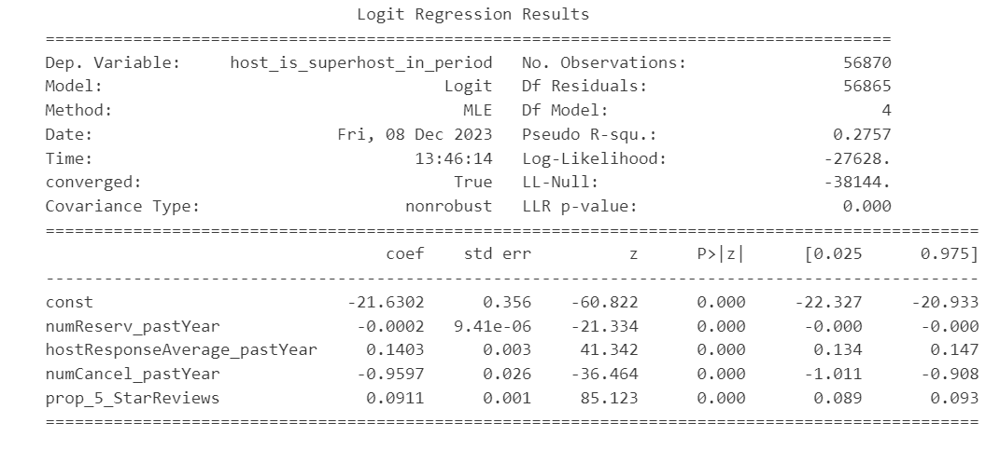 Logit Regression Results
==============================================================================
Dep. Variable: host_is_superhost_in_period No. Observations: 56870
Model: Logit Df Residuals: 56865
Method: MLE Df Model: 4
Date: Fri, 08 Dec 2023 Pseudo R-squ.: 0.2757
Time: 13:46:14 Log-Likelihood: -27628.
converged: True LL-Null: -38144.
Covariance Type: nonrobust LLR p-value: 0.000
==============================================================================
coef std err z P>|z| [0.025 0.975]
------------------------------------------------------------------------------
const -21.6302 0.356 -60.822 0.000 -22.327 -20.933
numReserv_pastYear -0.0002 9.41e-06 -21.334 0.000 -0.000 -0.000
hostResponseAverage_pastYear 0.1403 0.003 41.342 0.000 0.134 0.147
numCancel_pastYear -0.9597 0.026 -36.464 0.000 -1.011 -0.908
prop_5_StarReviews 0.0911 0.001 85.123 0.000 0.089 0.093
==============================================================================